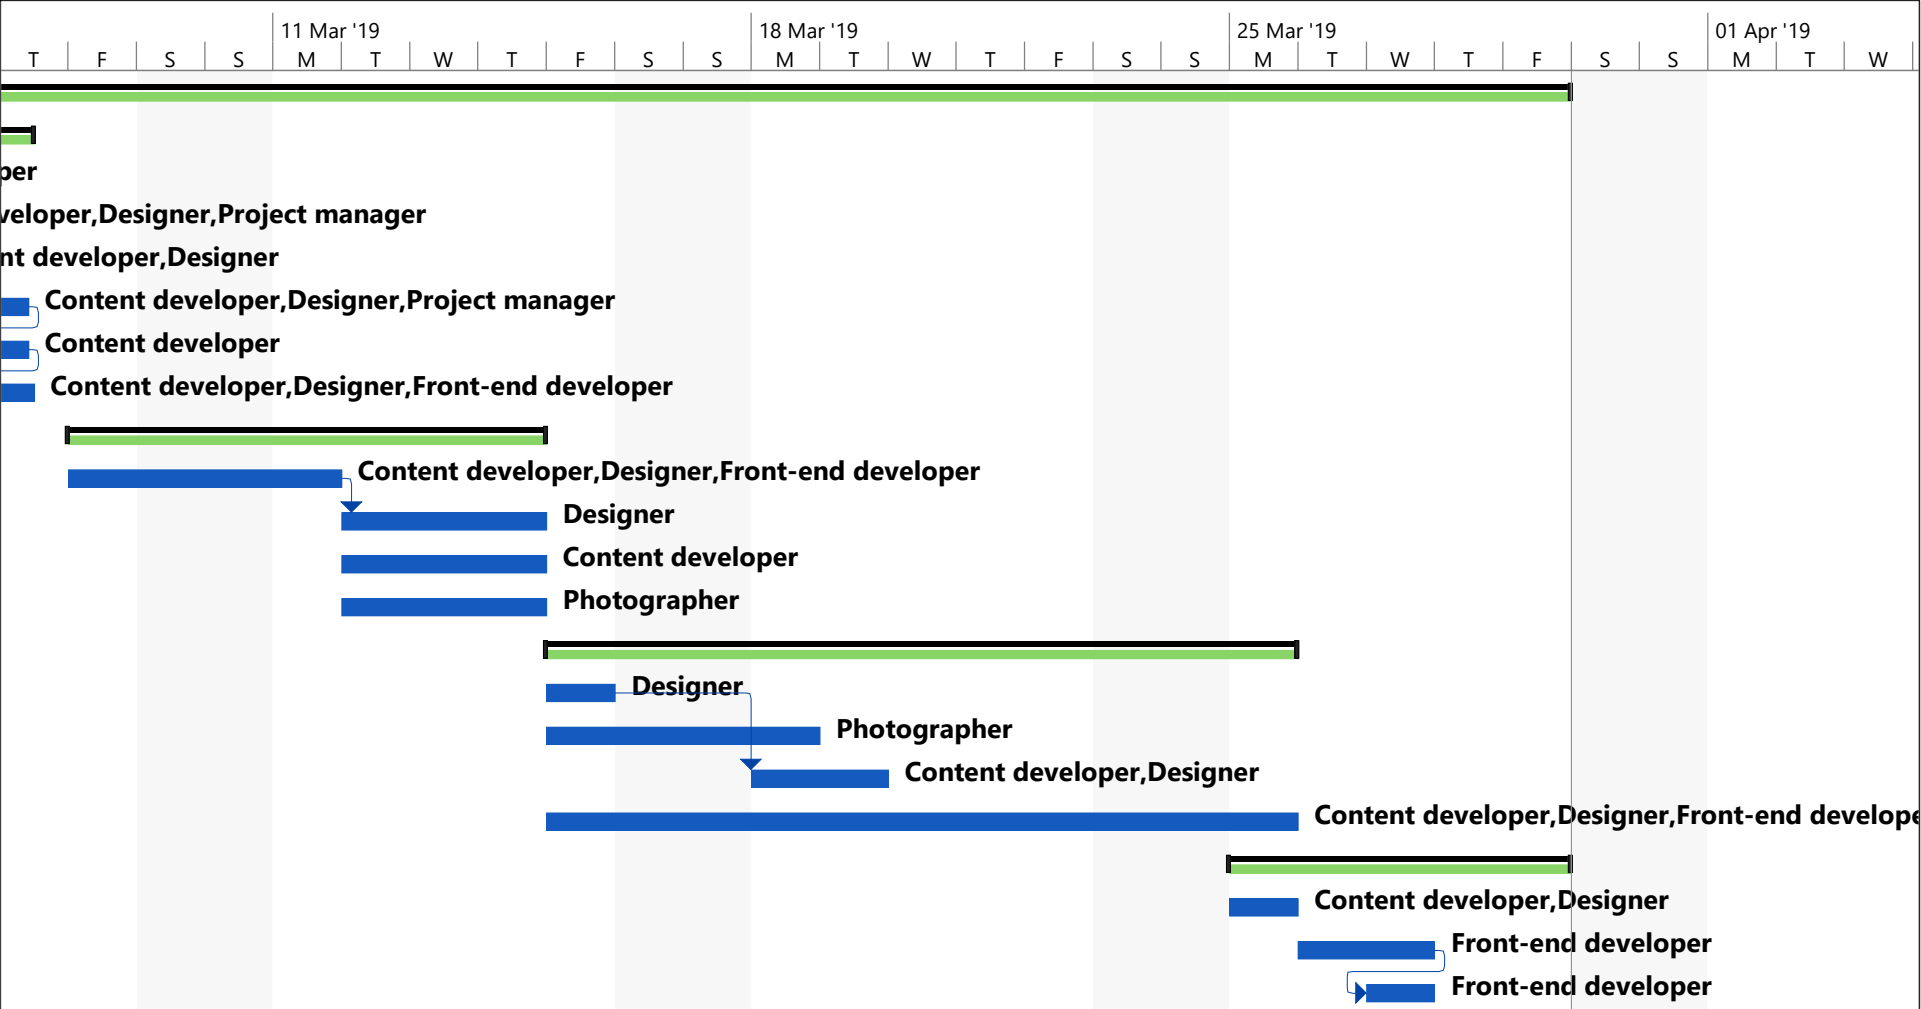 11 Mar '19 18 Mar '19 25 Mar '19 01 Apr '19
T F S S M T W T F S S M T W T F S S M T W T F S S M T W
per
veloper,Designer,Project manager
nt developer,Designer
Content developer,Designer,Project manager
Content developer
Content developer,Designer,Front-end developer
Content developer,Designer,Front-end developer
Designer
Content developer
Photographer
Designer
Photographer
Content developer,Designer
Content developer,Designer,Front-end develope
Content developer,Designer
Front-end developer
Front-end developer